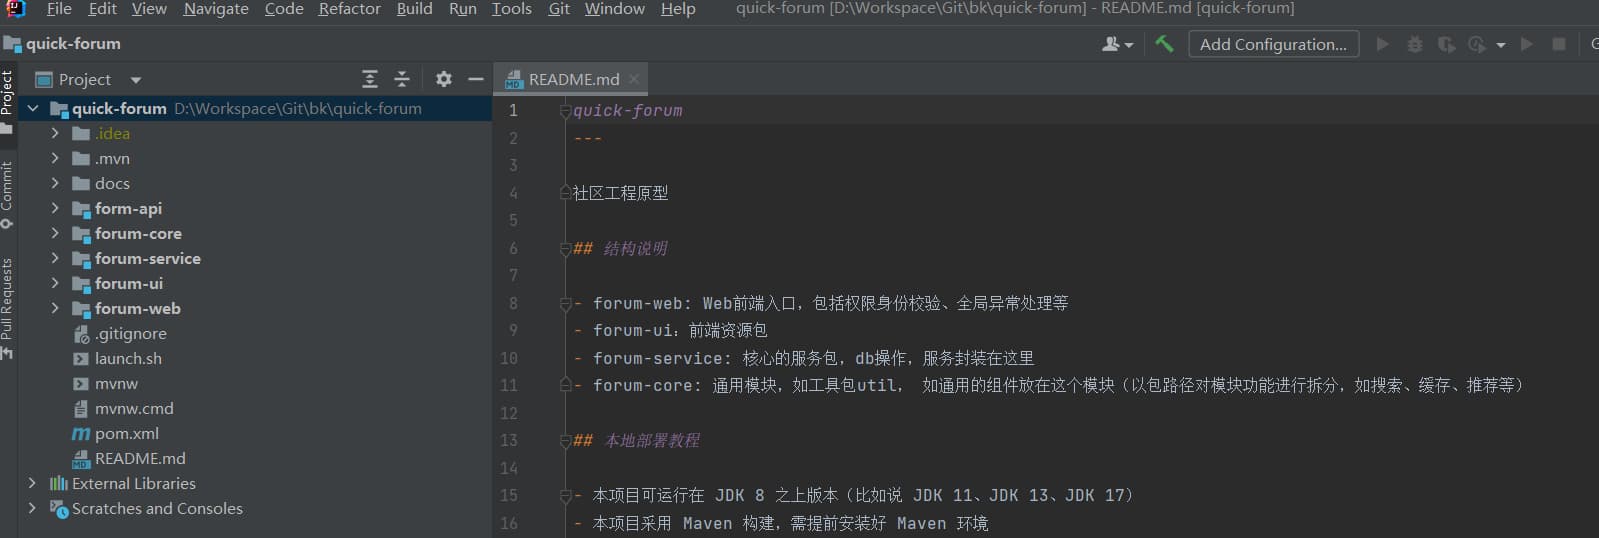 File Edit View Navigate Code Refactor Build Run Tools Git Window Help quick-forum [D:\Workspace\Git\bk\quick-forum] - README.md [quick-forum]
quick-forum
Add Configuration...
Project
README.md
Project
Commit
Pull Requests
quick-forum D:\Workspace\Git\bk\quick-forum
.idea
.mvn
docs
form-api
forum-core
forum-service
forum-ui
forum-web
.gitignore
launch.sh
mvnw
mvnw.cmd
pom.xml
README.md
External Libraries
Scratches and Consoles
1 quick-forum
2 ---
3
4 社区工程原型
5
6 ## 结构说明
7
8 - forum-web: Web前端入口，包括权限身份校验、全局异常处理等
9 - forum-ui：前端资源包
10 - forum-service: 核心的服务包，db操作，服务封装在这里
11 - forum-core: 通用模块，如工具包util， 如通用的组件放在这个模块（以包路径对模块功能进行拆分，如搜索、缓存、推荐等）
12
13 ## 本地部署教程
14
15 - 本项目可运行在 JDK 8 之上版本（比如说 JDK 11、JDK 13、JDK 17）
16 - 本项目采用 Maven 构建，需提前安装好 Maven 环境